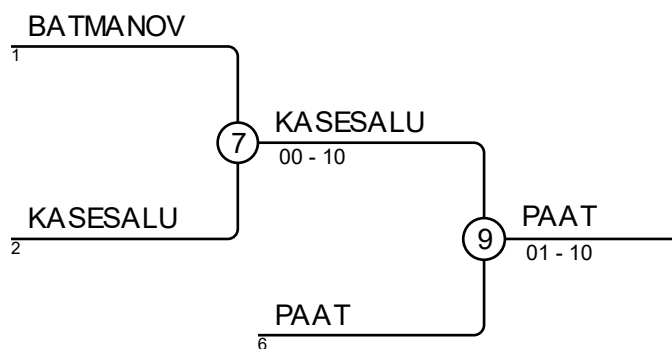 BATMANOV
1
7
KASESALU
00 - 10
KASESALU
2
9
PAAT
01 - 10
PAAT
6